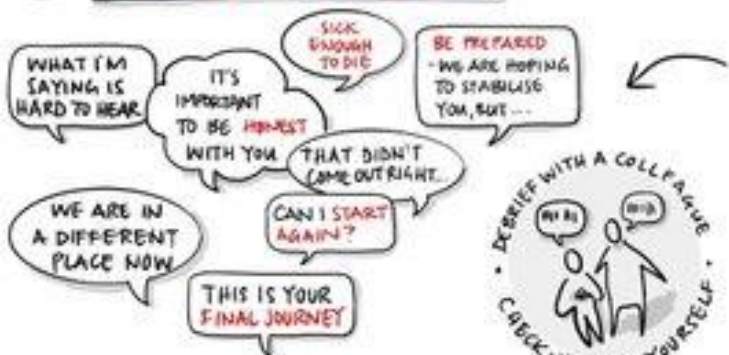 WHAT I'M
SAYING IS
HARD TO HEAR
IT'S
IMPORTANT
TO BE HONEST
WITH YOU
SICK
ENOUGH
TO DIE
BE PREPARED
- WE ARE HOPING
TO STABILISE
YOU, BUT ....
THAT DIDN'T
COME OUT RIGHT..
WE ARE IN
A DIFFERENT
PLACE NOW
CAN I START
AGAIN?
THIS IS YOUR
FINAL JOURNEY
DEBRIEF WITH A COLLEAGUE
YOURSELF